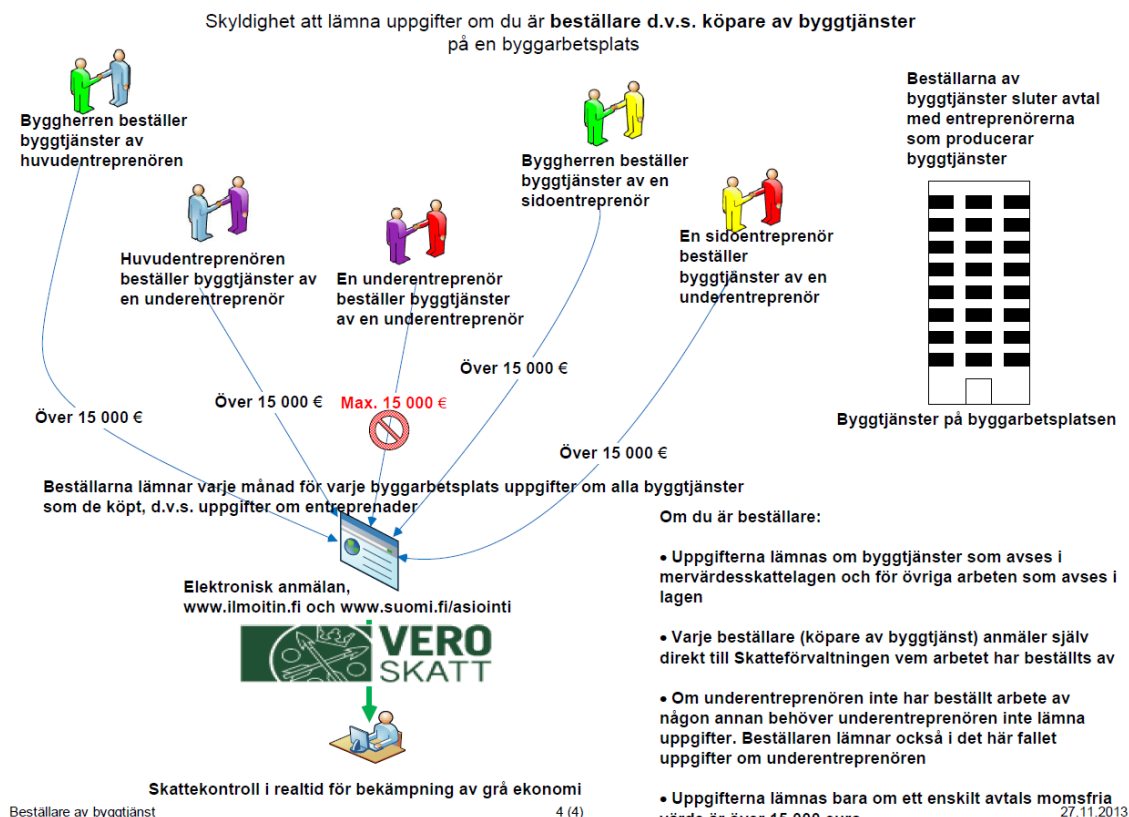 Skyldighet att lämna uppgifter om du är beställare d.v.s. köpare av byggtjänster
på en byggarbetsplats
Byggherren beställer
byggtjänster av
huvudentreprenören
Huvudentreprenören
beställer byggtjänster av
en underentreprenör
En underentreprenör
beställer byggtjänster
av en underentreprenör
Byggherren beställer
byggtjänster av en
sidoentreprenör
En sidoentreprenör
beställer
byggtjänster av en
underentreprenör
Beställarna av
byggtjänster sluter avtal
med entreprenörerna
som producerar
byggtjänster
Byggtjänster på byggarbetsplatsen
Över 15 000 €
Över 15 000 €
Max. 15 000 €
Över 15 000 €
Över 15 000 €
Beställarna lämnar varje månad för varje byggarbetsplats uppgifter om alla byggtjänster
som de köpt, d.v.s. uppgifter om entreprenader
Elektronisk anmälan,
www.ilmoitin.fi och www.suomi.fi/asiointi
VERO
SKATT
Skattekontroll i realtid för bekämpning av grå ekonomi
Om du är beställare:
• Uppgifterna lämnas om byggtjänster som avses i
mervärdesskattelagen och för övriga arbeten som avses i
lagen
• Varje beställare (köpare av byggtjänst) anmäler själv
direkt till Skatteförvaltningen vem arbetet har beställts av
• Om underentreprenören inte har beställt arbete av
någon annan behöver underentreprenören inte lämna
uppgifter. Beställaren lämnar också i det här fallet
uppgifter om underentreprenören
• Uppgifterna lämnas bara om ett enskilt avtals momsfria
värde är över 15 000 euro
Beställare av byggtjänst
4 (4)
27.11.2013